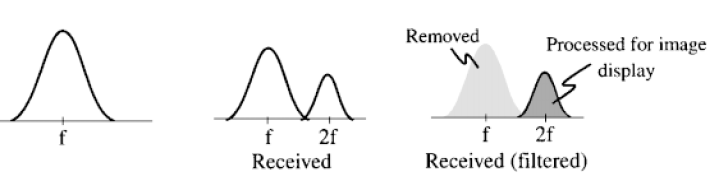 f
f
2f
Received
Removed
Processed for image
display
f
2f
Received (filtered)